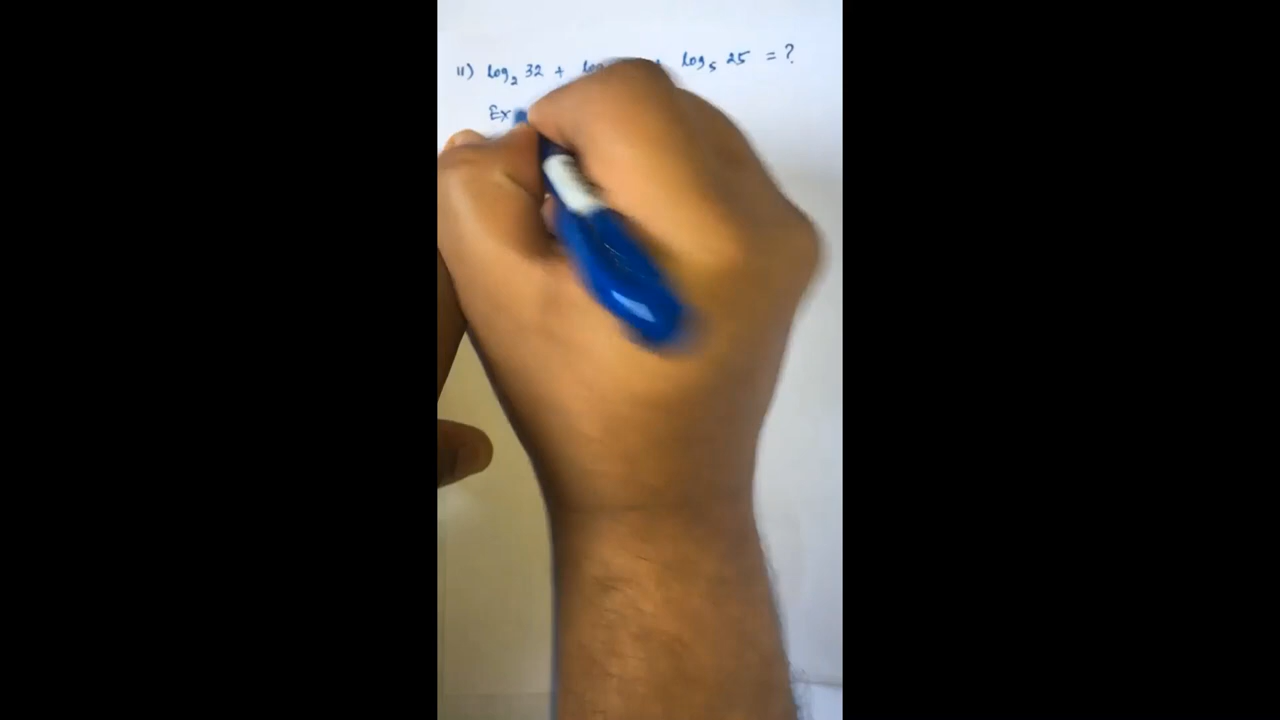 11) log₂ 32 + log₅ 25 = ?
Ex